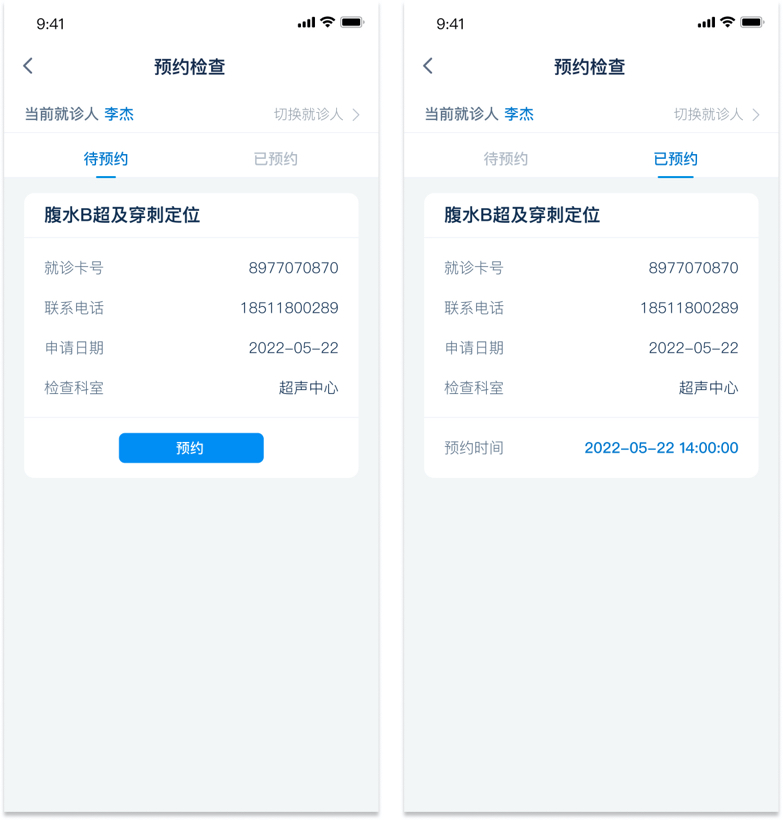 9:41
预约检查
当前就诊人 李杰 切换就诊人
待预约 已预约
腹水B超及穿刺定位
就诊卡号 8977070870
联系电话 18511800289
申请日期 2022-05-22
检查科室 超声中心
预约
9:41
预约检查
当前就诊人 李杰 切换就诊人
待预约 已预约
腹水B超及穿刺定位
就诊卡号 8977070870
联系电话 18511800289
申请日期 2022-05-22
检查科室 超声中心
预约时间 2022-05-22 14:00:00